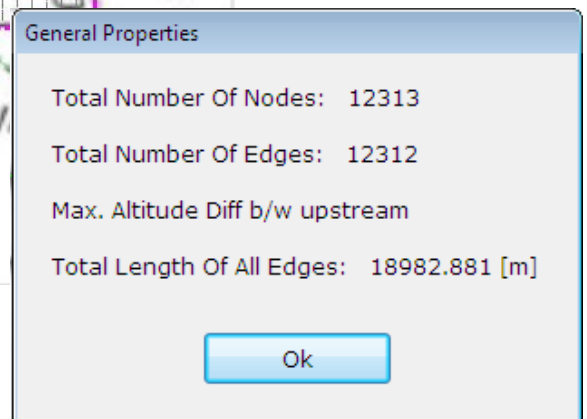 General Properties
Total Number Of Nodes: 12313
Total Number Of Edges: 12312
Max. Altitude Diff b/w upstream
Total Length Of All Edges: 18982.881 [m]
Ok